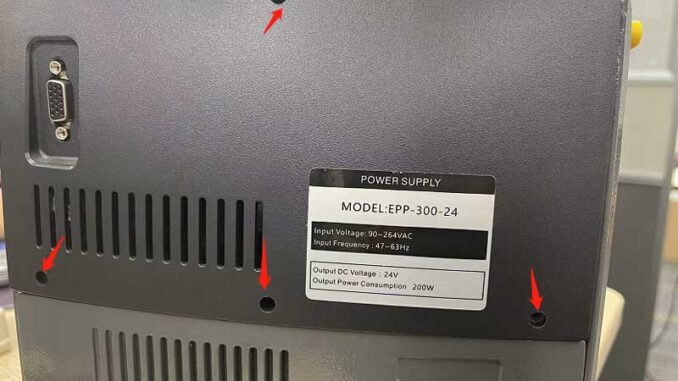 POWER SUPPLY
MODEL:EPP-300-24
Input Voltage: 90~264VAC
Input Frequency : 47~63Hz
Output DC Voltage : 24V
Output Power Consumption 200W